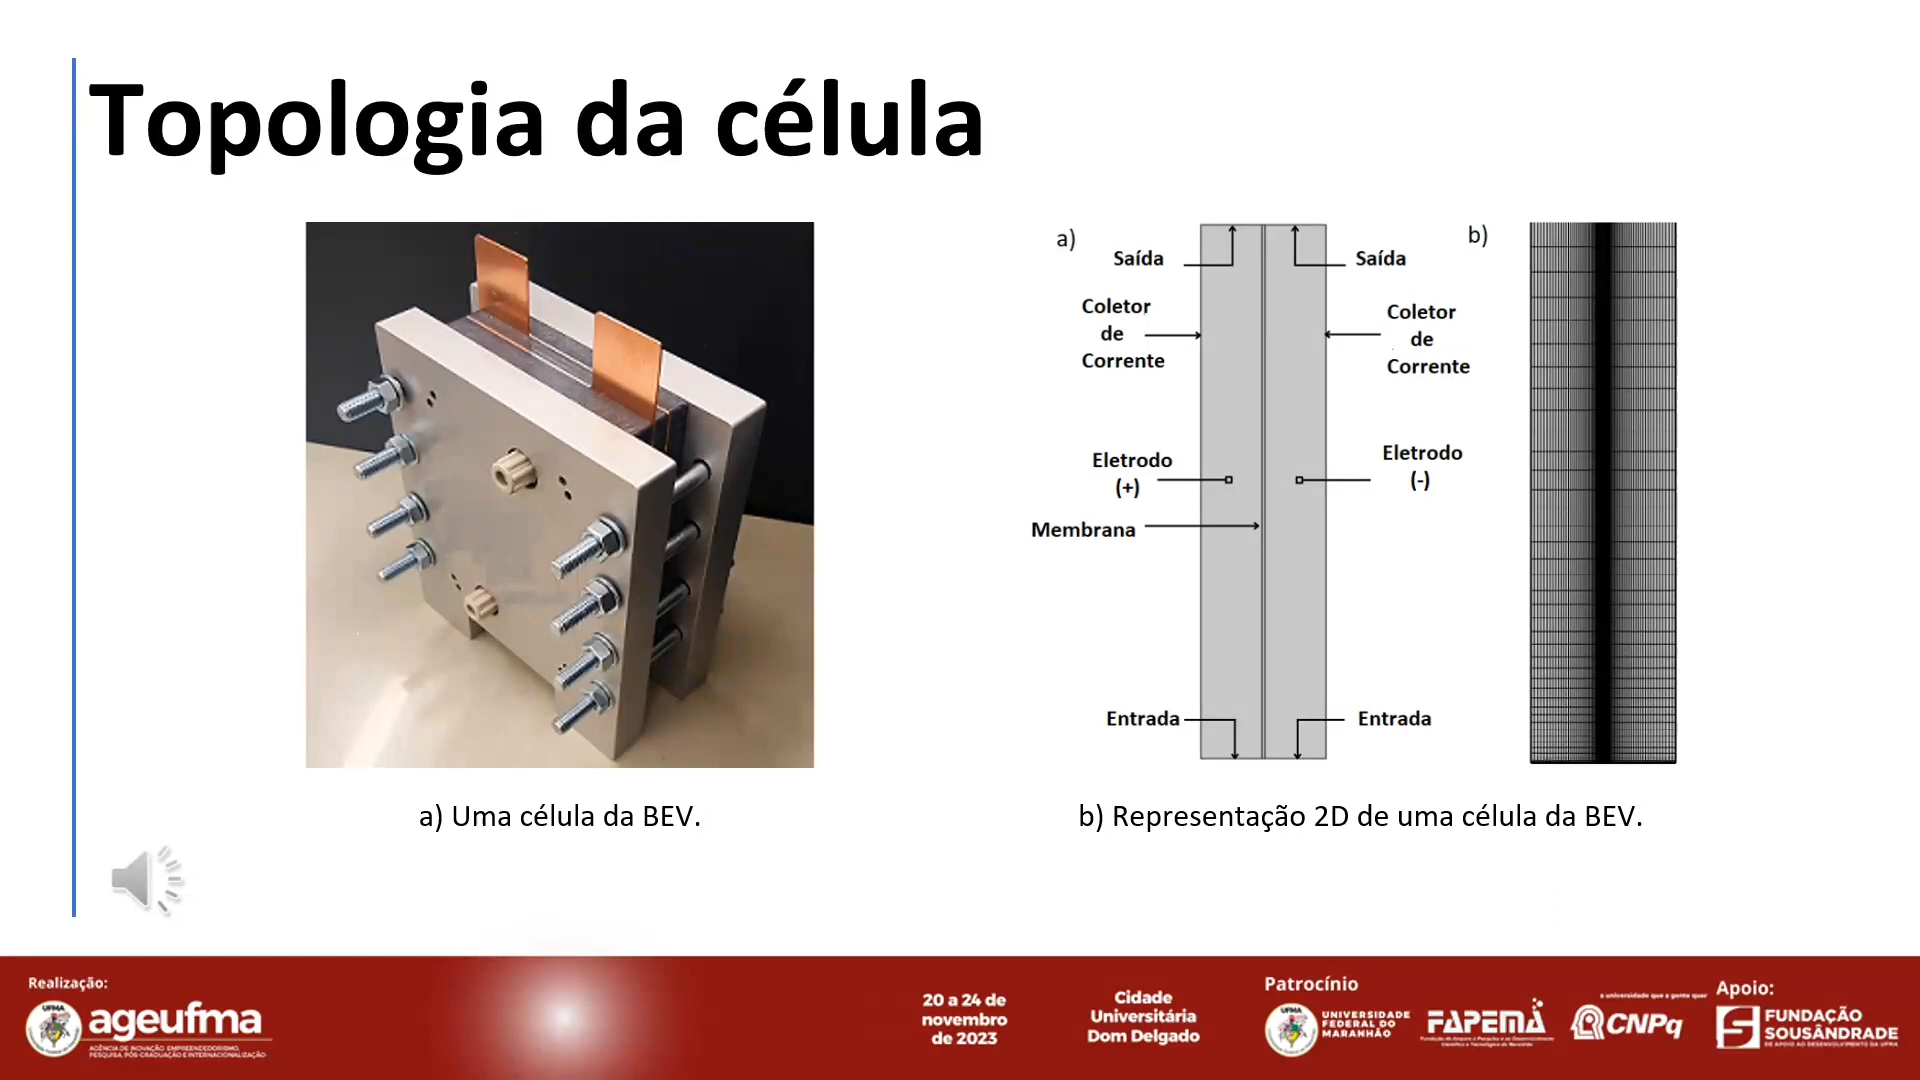 Topologia da célula
a)
Saída
Saída
Coletor
de
Corrente
Coletor
de
Corrente
Eletrodo
(+)
Eletrodo
(-)
Membrana
Entrada
Entrada
b)
a) Uma célula da BEV.
b) Representação 2D de uma célula da BEV.
Realização:
UFMA
ageufma
AGÊNCIA DE INOVAÇÃO, EMPREENDEDORISMO,
PESQUISA, PÓS-GRADUAÇÃO E INTERNACIONALIZAÇÃO
20 a 24 de
novembro
de 2023
Cidade
Universitária
Dom Delgado
Patrocínio
UFMA
UNIVERSIDADE
FEDERAL DO
MARANHÃO
FAPEMA
Fundação de Amparo à Pesquisa e ao Desenvolvimento
Científico e Tecnológico do Maranhão
a universidade que a gente quer
CNPq
Apoio:
FUNDAÇÃO
SOUSÂNDRADE
DE APOIO AO DESENVOLVIMENTO DA UFMA